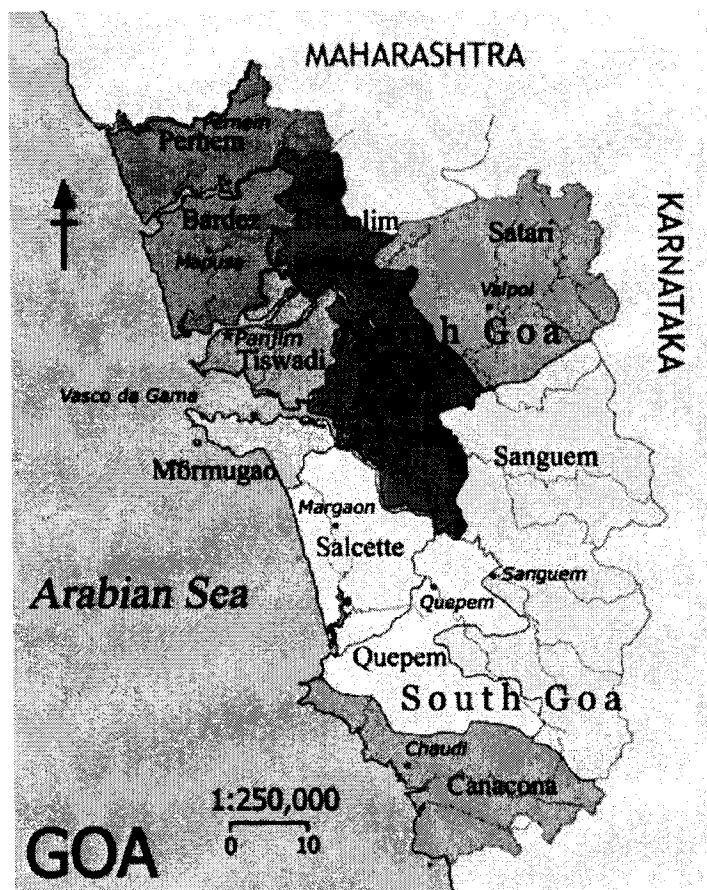 MAHARASHTRA
Pernem
Pernem
KARNATAKA
Bardez
Satari
Mapusa
Valpoi
Goa
Panjim
Tiswadi
Vasco da Gama
Sanguem
Mormugao
Margaon
Salcette
Arabian Sea
Sanguem
Quepem
Quepem
South Goa
Chaudi
1:250,000
Canacona
0 10
GOA